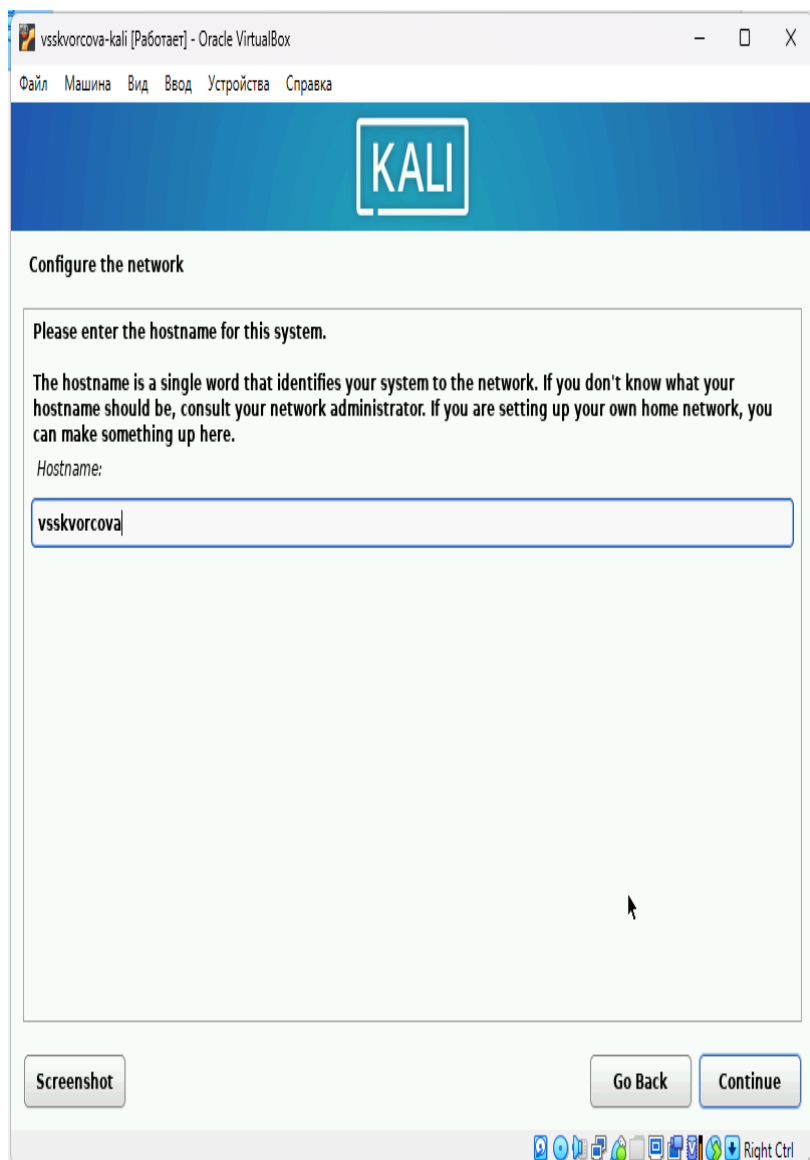 vsskvorcova-kali [Работает] - Oracle VirtualBox
Файл Машина Вид Ввод Устройства Справка
KALI
Configure the network
Please enter the hostname for this system.
The hostname is a single word that identifies your system to the network. If you don't know what your
hostname should be, consult your network administrator. If you are setting up your own home network, you
can make something up here.
Hostname:
vsskvorcova
Screenshot Go Back Continue
Right Ctrl